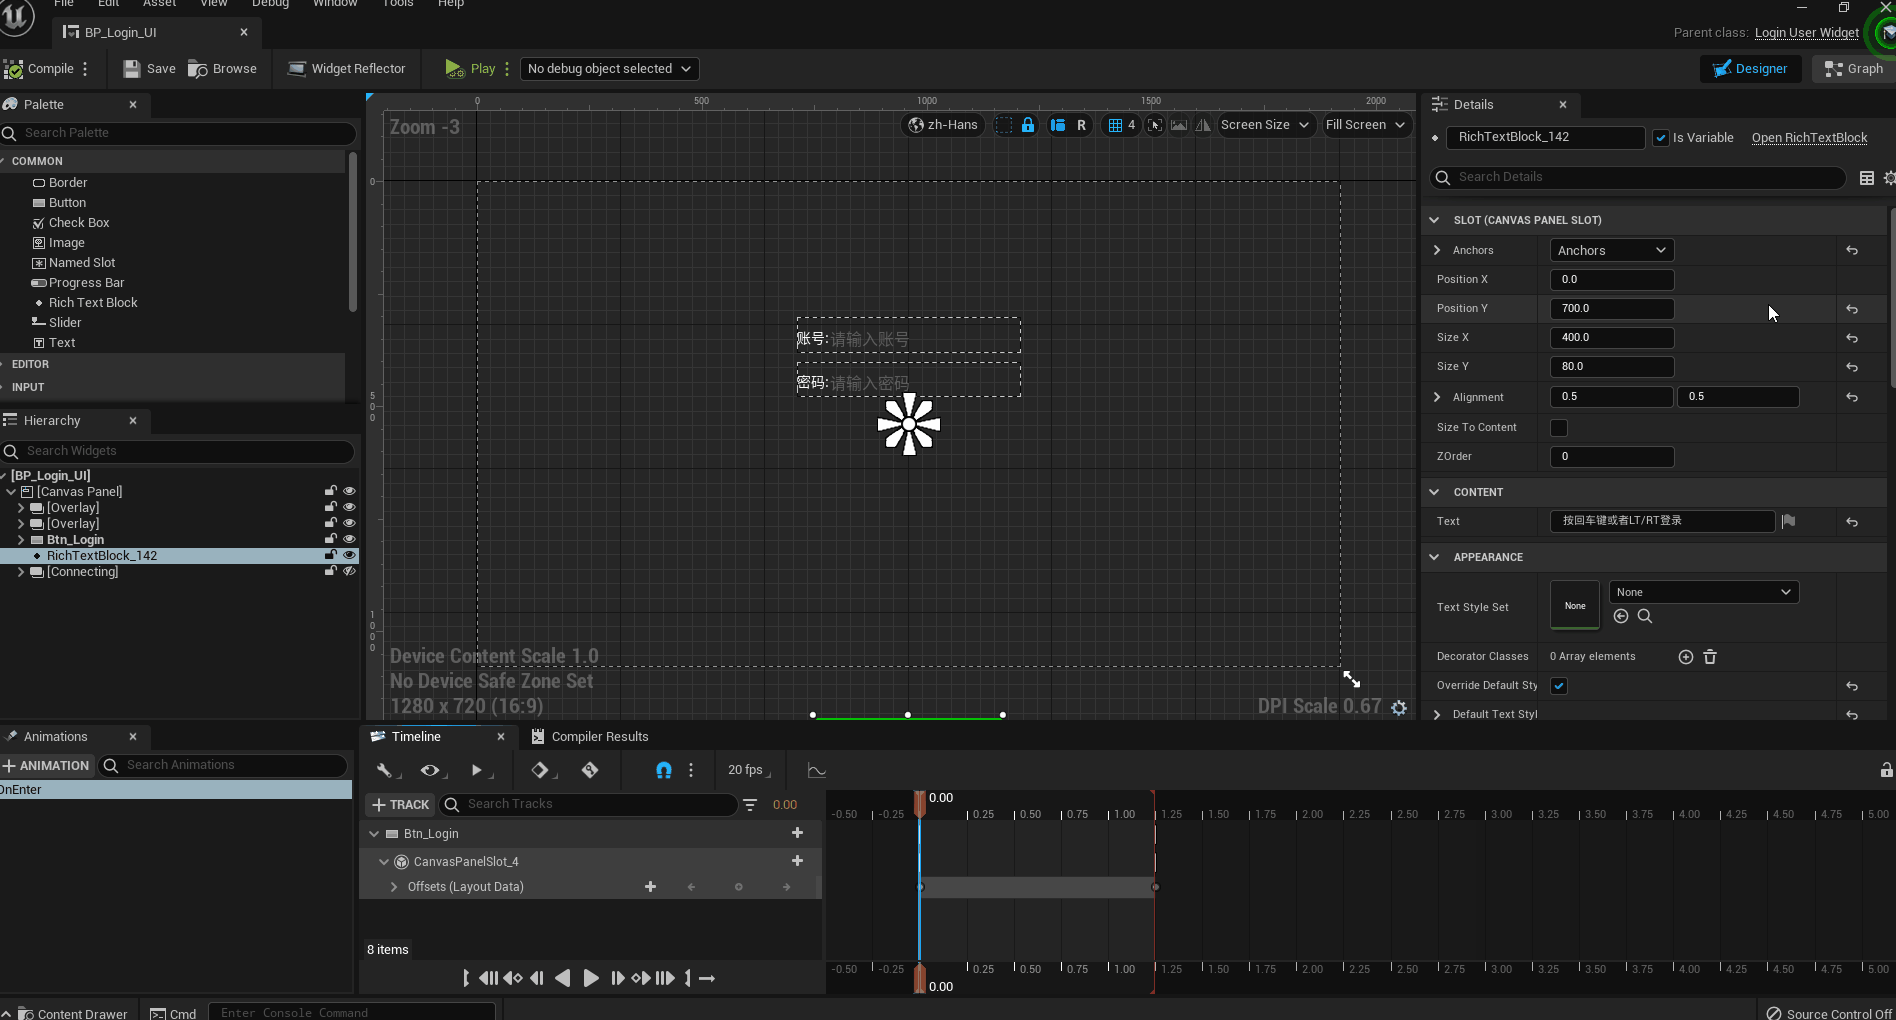 File Edit Asset View Debug Window Tools Help
BP_Login_UI
Parent class: Login User Widget
Compile
Save
Browse
Widget Reflector
Play
No debug object selected
Designer
Graph
Palette
Search Palette
COMMON
Border
Button
Check Box
Image
Named Slot
Progress Bar
Rich Text Block
Slider
Text
EDITOR
INPUT
Hierarchy
Search Widgets
[BP_Login_UI]
[Canvas Panel]
[Overlay]
[Overlay]
Btn_Login
RichTextBlock_142
[Connecting]
0 500 1000 1500 2000
Zoom -3
zh-Hans
R
4
Screen Size
Fill Screen
0
500
1000
账号:请输入账号
密码:请输入密码
Device Content Scale 1.0
No Device Safe Zone Set
1280 x 720 (16:9)
DPI Scale 0.67
Details
RichTextBlock_142
Is Variable
Open RichTextBlock
Search Details
SLOT (CANVAS PANEL SLOT)
Anchors Anchors
Position X 0.0
Position Y 700.0
Size X 400.0
Size Y 80.0
Alignment 0.5 0.5
Size To Content
ZOrder 0
CONTENT
Text 按回车键或者LT/RT登录
APPEARANCE
Text Style Set None None
Decorator Classes 0 Array elements
Override Default Sty
Default Text Styl
Animations
+ ANIMATION
Search Animations
OnEnter
Timeline
Compiler Results
20 fps
+ TRACK
Search Tracks
0.00
Btn_Login
CanvasPanelSlot_4
Offsets (Layout Data)
8 items
0.00
-0.50 -0.25 0.25 0.50 0.75 1.00 1.25 1.50 1.75 2.00 2.25 2.50 2.75 3.00 3.25 3.50 3.75 4.00 4.25 4.50 4.75 5.00
-0.50 -0.25 0.25 0.50 0.75 1.00 1.25 1.50 1.75 2.00 2.25 2.50 2.75 3.00 3.25 3.50 3.75 4.00 4.25 4.50 4.75 5.00
0.00
Content Drawer
Cmd
Enter Console Command
Source Control Off